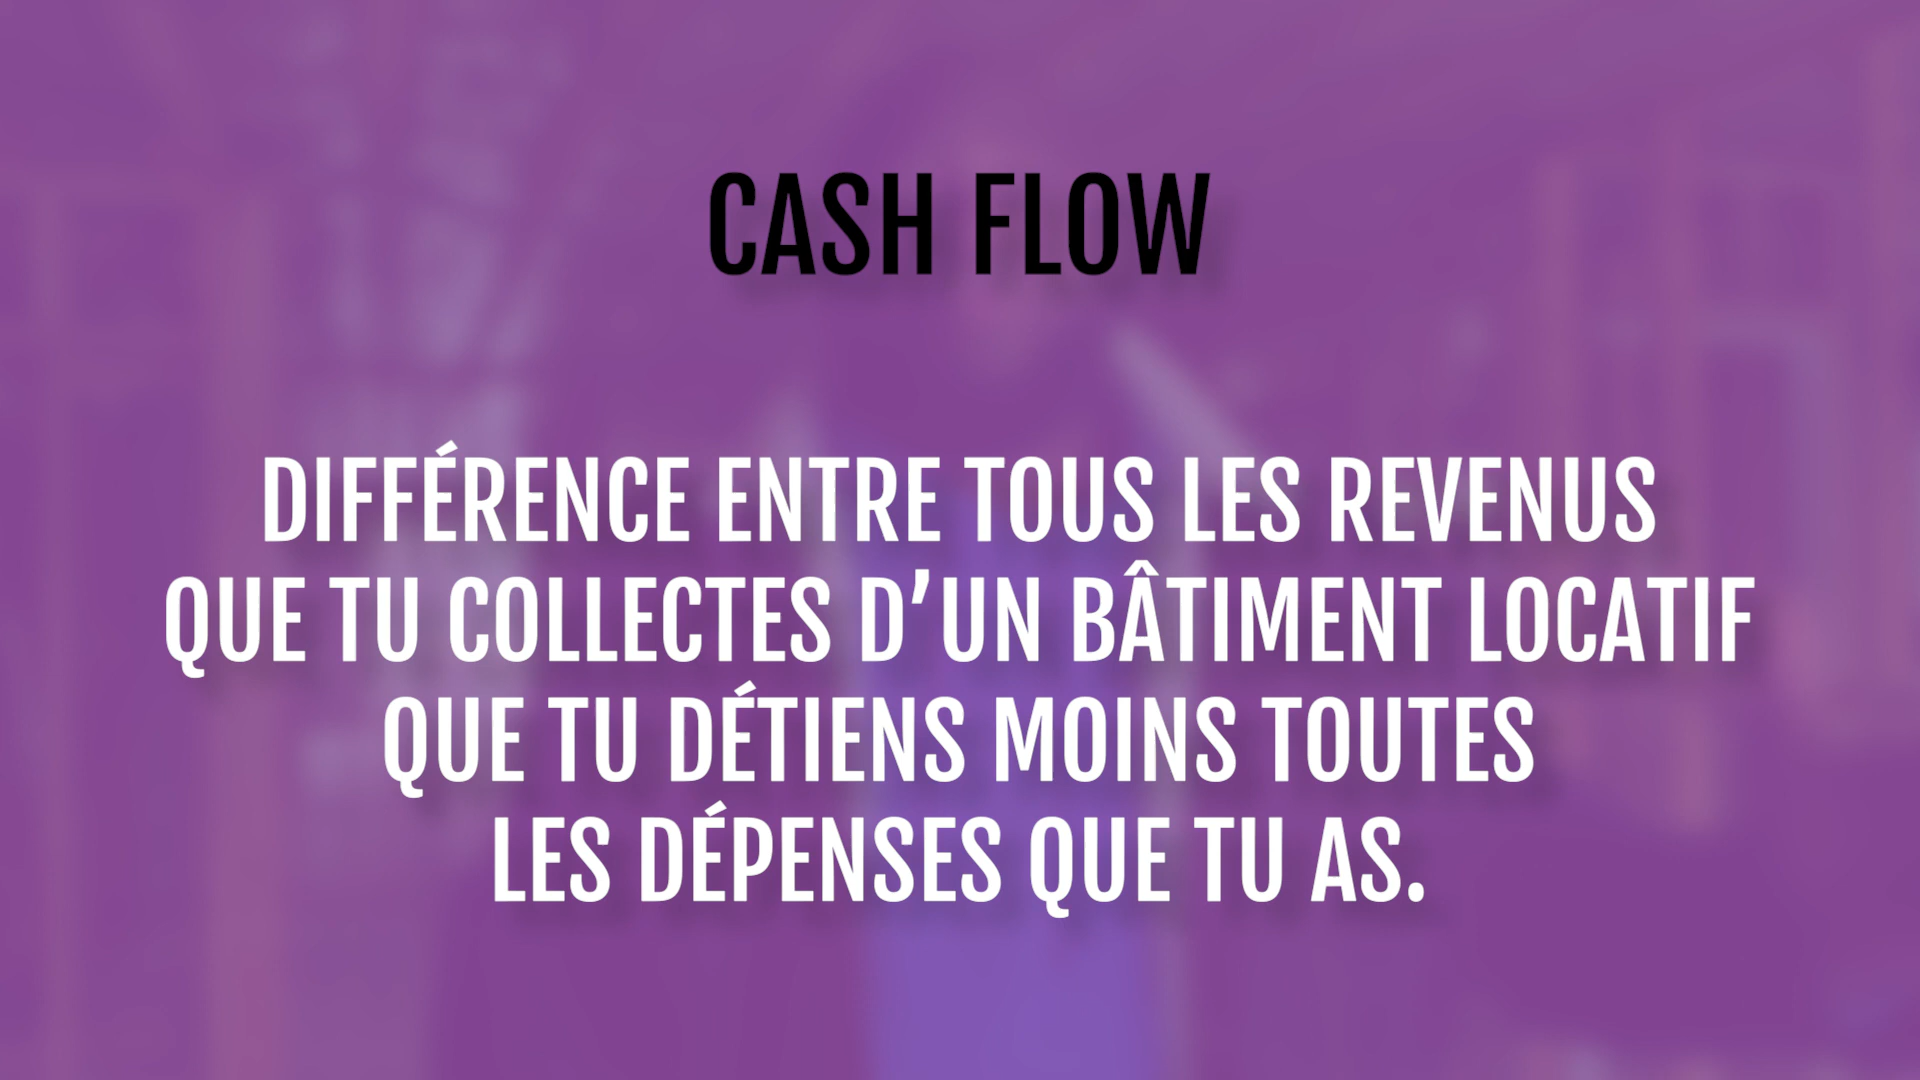 CASH FLOW
DIFFÉRENCE ENTRE TOUS LES REVENUS
QUE TU COLLECTES D’UN BÂTIMENT LOCATIF
QUE TU DÉTIENS MOINS TOUTES
LES DÉPENSES QUE TU AS.